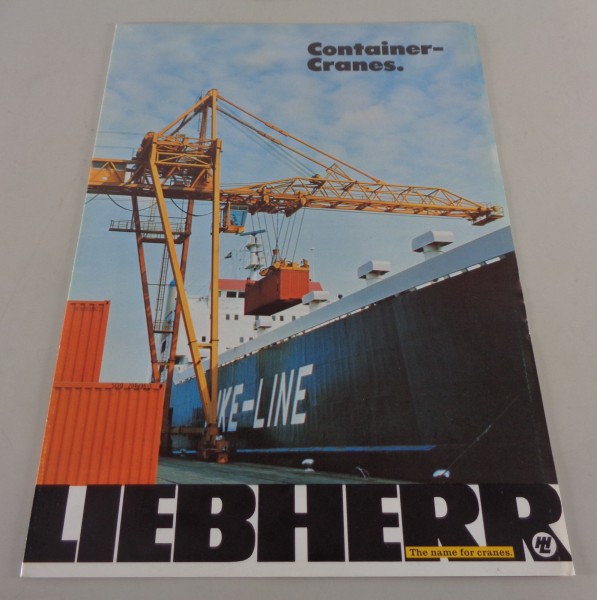 Container-
Cranes.
KE-LINE
LIEBHERR
The name for cranes.